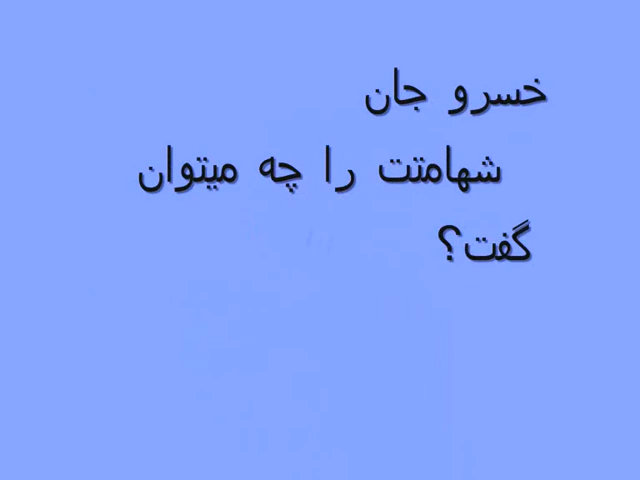 خسرو جان
شهامتت را چه میتوان
گفت؟